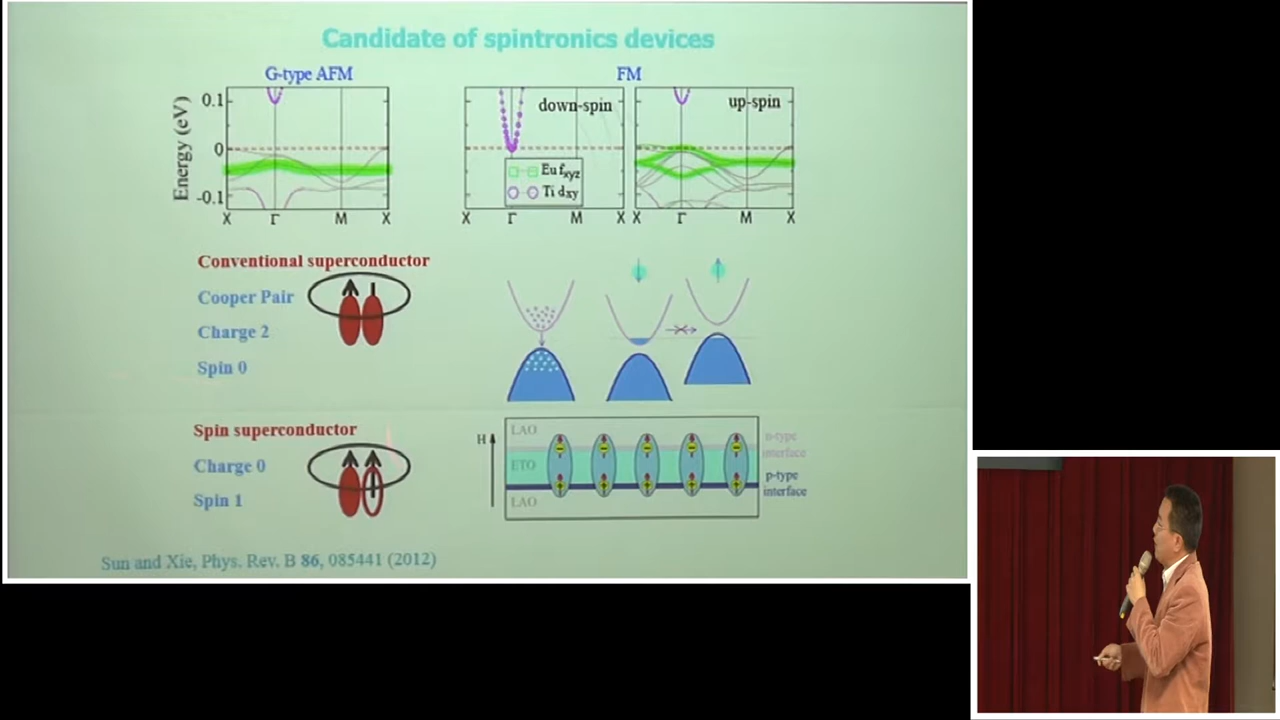 Candidate of spintronics devices
G-type AFM
FM
Energy (eV)
0.1
0
-0.1
X Γ M X
down-spin
Eu fxyz
Ti dxy
X Γ M X
up-spin
X Γ M X
Conventional superconductor
Cooper Pair
Charge 2
Spin 0
Spin superconductor
Charge 0
Spin 1
H
LAO
ETO
LAO
n-type
interface
p-type
interface
Sun and Xie, Phys. Rev. B 86, 085441 (2012)